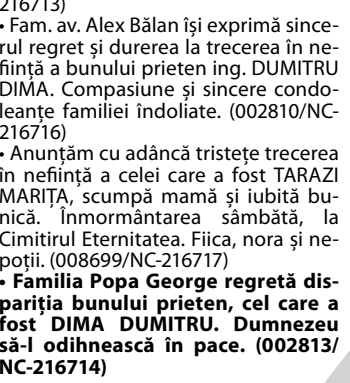 216713)
• Fam. av. Alex Bălan își exprimă since-
rul regret și durerea la trecerea în ne-
ființă a bunului prieten ing. DUMITRU
DIMA. Compasiune și sincere condo-
leanțe familiei îndoliate. (002810/NC-
216716)
• Anunțăm cu adâncă tristețe trecerea
în neființă a celei care a fost TARAZI
MARIȚA, scumpă mamă și iubită bu-
nică. Înmormântarea sâmbătă, la
Cimitirul Eternitatea. Fiica, nora și ne-
poții. (008699/NC-216717)
• Familia Popa George regretă dis-
pariția bunului prieten, cel care a
fost DIMA DUMITRU. Dumnezeu
să-l odihnească în pace. (002813/
NC-216714)